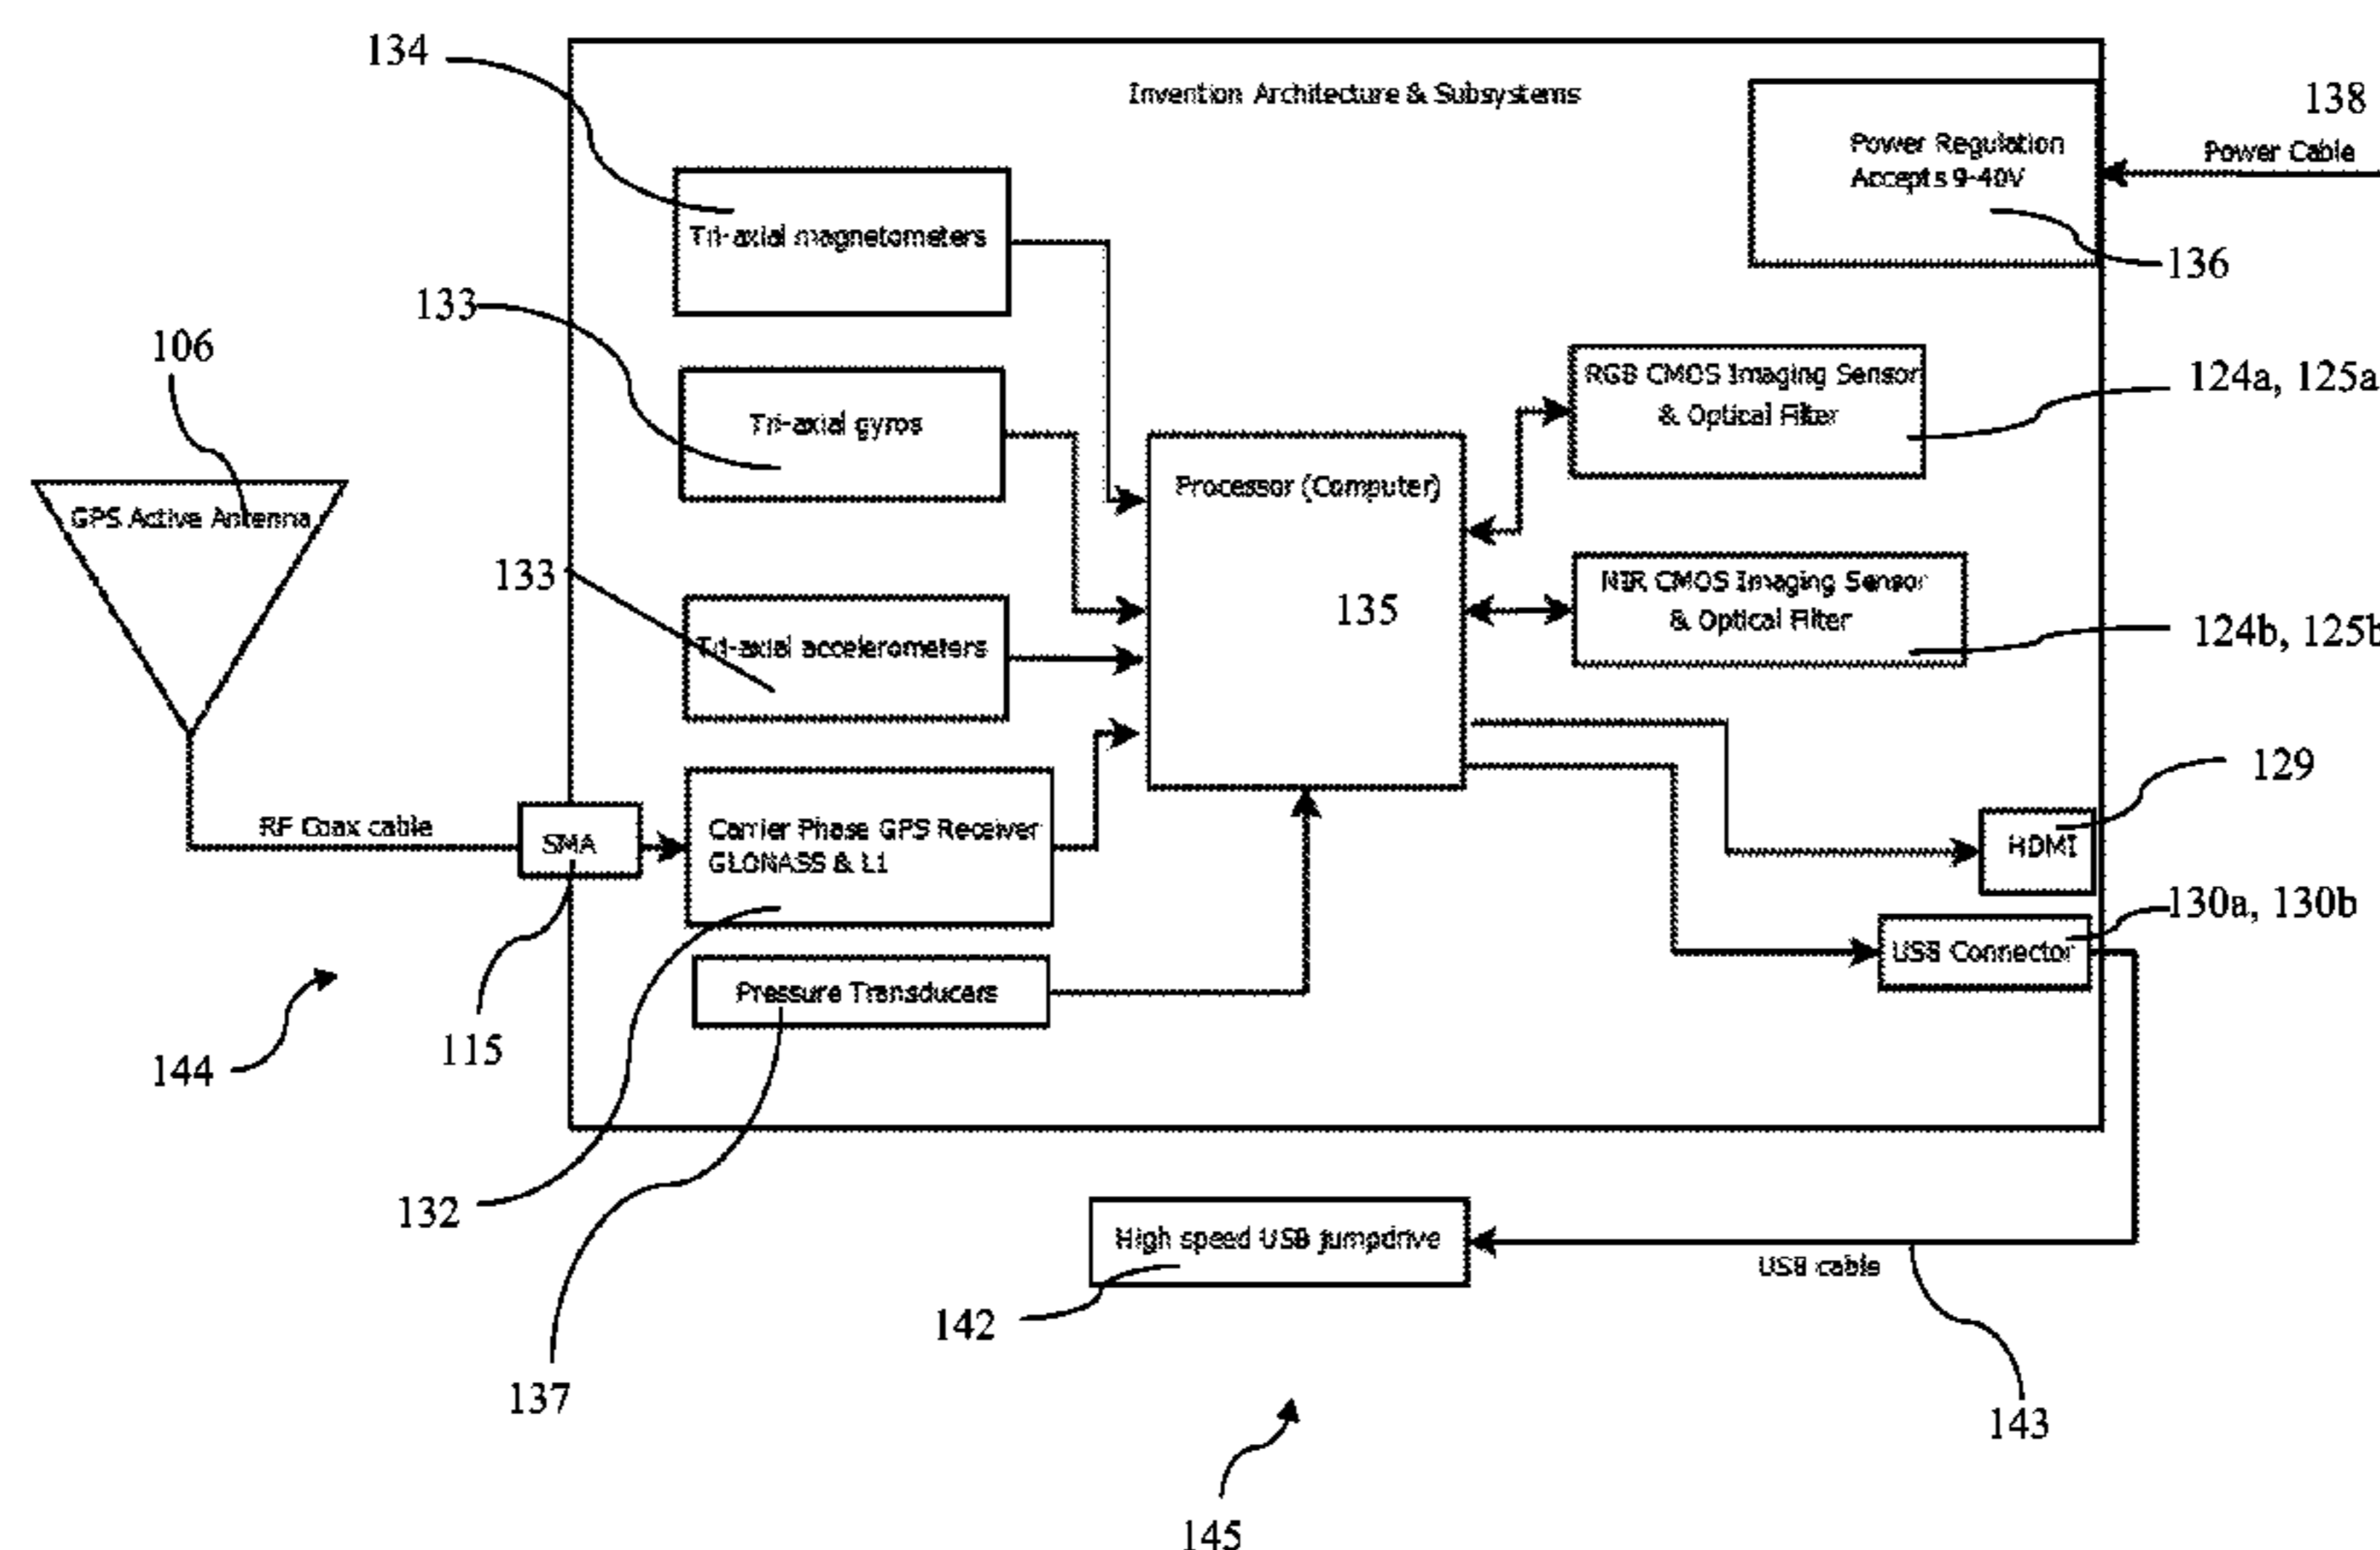 134
Invention Architecture & Subsystems
138
Power Regulation
Accepts 9-40V
Power Cable
Tri-axial magnetometers
136
133
106
RGB CMOS Imaging Sensor
& Optical Filter
124a, 125a
Tri-axial gyros
Processor (Computer)
GPS Active Antenna
133
135
NIR CMOS Imaging Sensor
& Optical Filter
124b, 125b
Tri-axial accelerometers
129
RF Coax cable
SMA
Carrier Phase GPS Receiver
GLONASS & L1
HDMI
130a, 130b
USB Connector
Pressure Transducers
115
144
132
High speed USB jumpdrive
USB cable
142
137
143
145